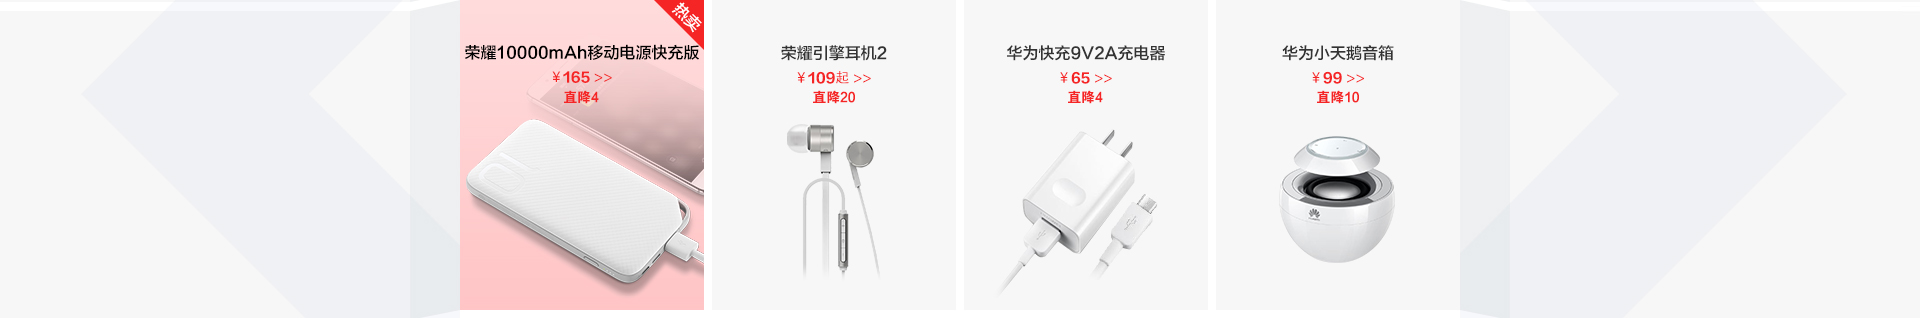 热卖
荣耀10000mAh移动电源快充版
¥165 >>
直降4
荣耀引擎耳机2
¥109起 >>
直降20
华为快充9V2A充电器
¥65 >>
直降4
华为小天鹅音箱
¥99 >>
直降10